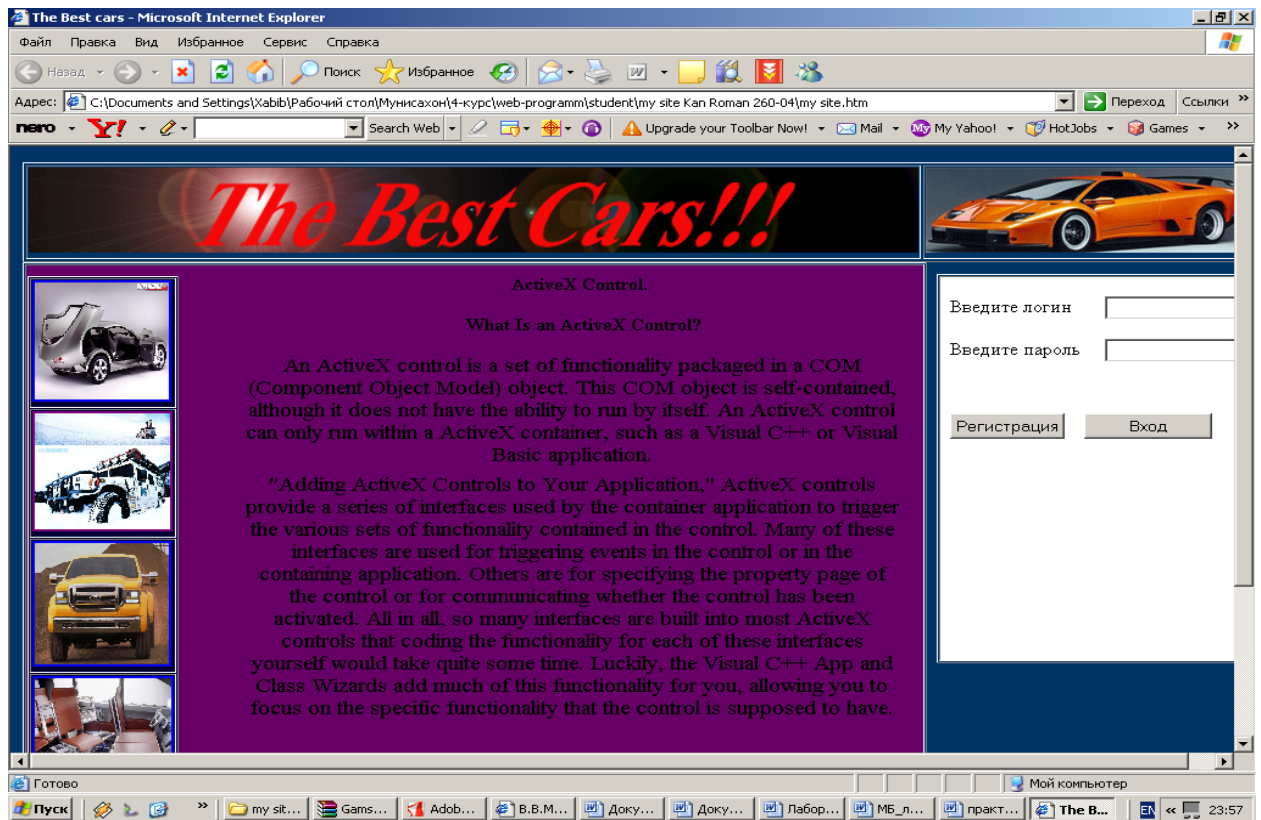 The Best cars - Microsoft Internet Explorer
Файл Правка Вид Избранное Сервис Справка
Назад Поиск Избранное
Адрес: C:\Documents and Settings\Xabib\Рабочий стол\Мунисахон\4-курс\web-programm\student\my site Kan Roman 260-04\my site.htm Переход Ссылки »
nero Y! Search Web Upgrade your Toolbar Now! Mail My Yahoo! HotJobs Games »
The Best Cars!!!
ActiveX Control.
What Is an ActiveX Control?
An ActiveX control is a set of functionality packaged in a COM
(Component Object Model) object. This COM object is self-contained,
although it does not have the ability to run by itself. An ActiveX control
can only run within a ActiveX container, such as a Visual C++ or Visual
Basic application.
"Adding ActiveX Controls to Your Application," ActiveX controls
provide a series of interfaces used by the container application to trigger
the various sets of functionality contained in the control. Many of these
interfaces are used for triggering events in the control or in the
containing application. Others are for specifying the property page of
the control or for communicating whether the control has been
activated. All in all, so many interfaces are built into most ActiveX
controls that coding the functionality for each of these interfaces
yourself would take quite some time. Luckily, the Visual C++ App and
Class Wizards add much of this functionality for you, allowing you to
focus on the specific functionality that the control is supposed to have.
Введите логин
Введите пароль
Регистрация Вход
Готово Мой компьютер
Пуск » my sit... Gams... Adob... B.B.M... Доку... Доку... Лабор... МБ_л... практ... The B... EN « 23:57